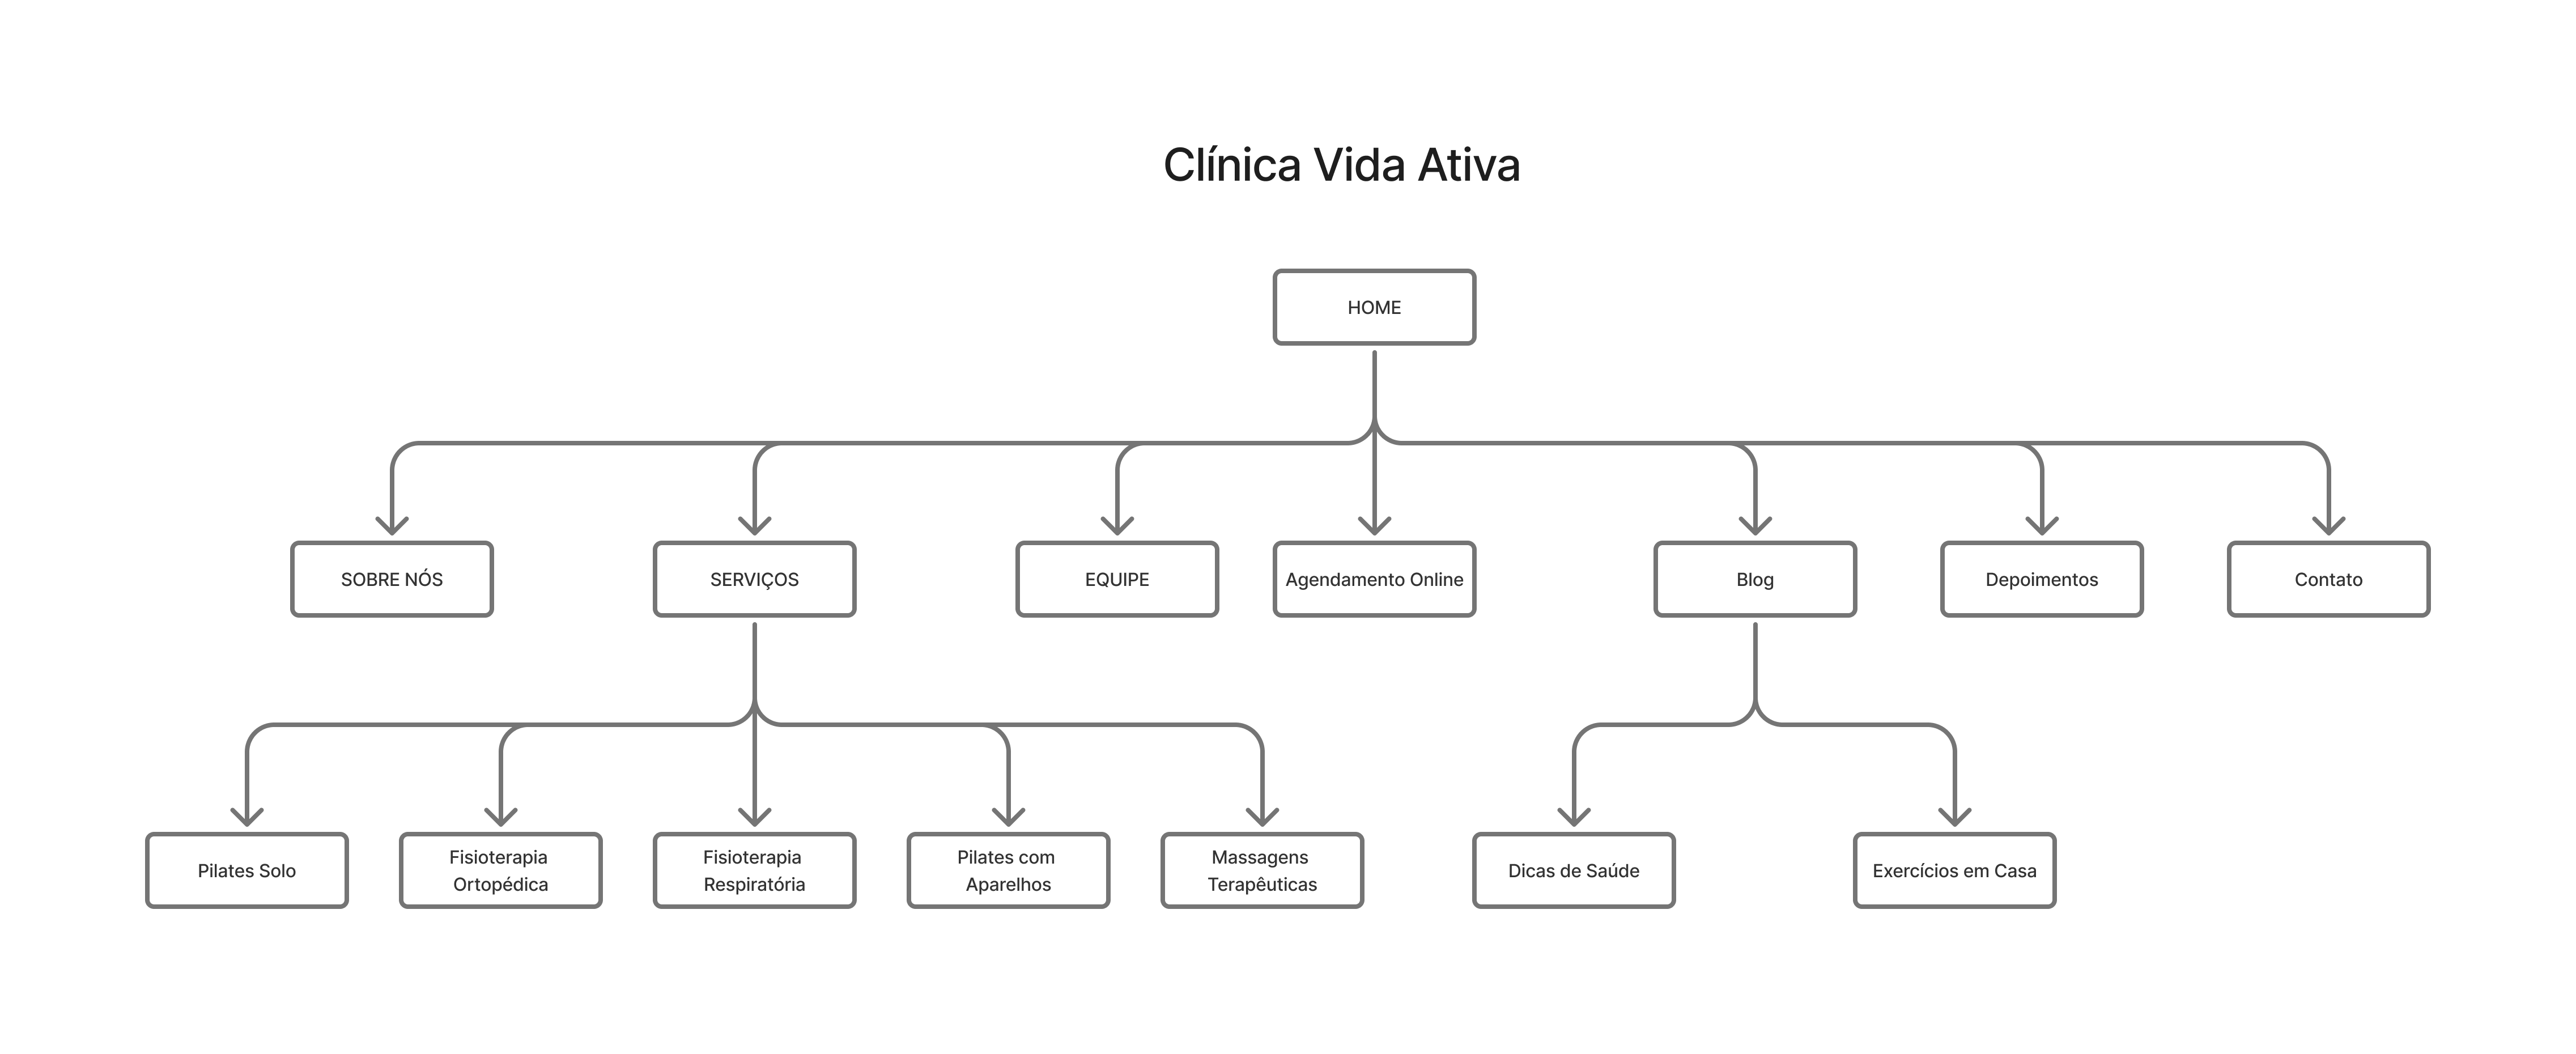 Clínica Vida Ativa
HOME
SOBRE NÓS
SERVIÇOS
EQUIPE
Agendamento Online
Blog
Depoimentos
Contato
Pilates Solo
Fisioterapia
Ortopédica
Fisioterapia
Respiratória
Pilates com
Aparelhos
Massagens
Terapêuticas
Dicas de Saúde
Exercícios em Casa